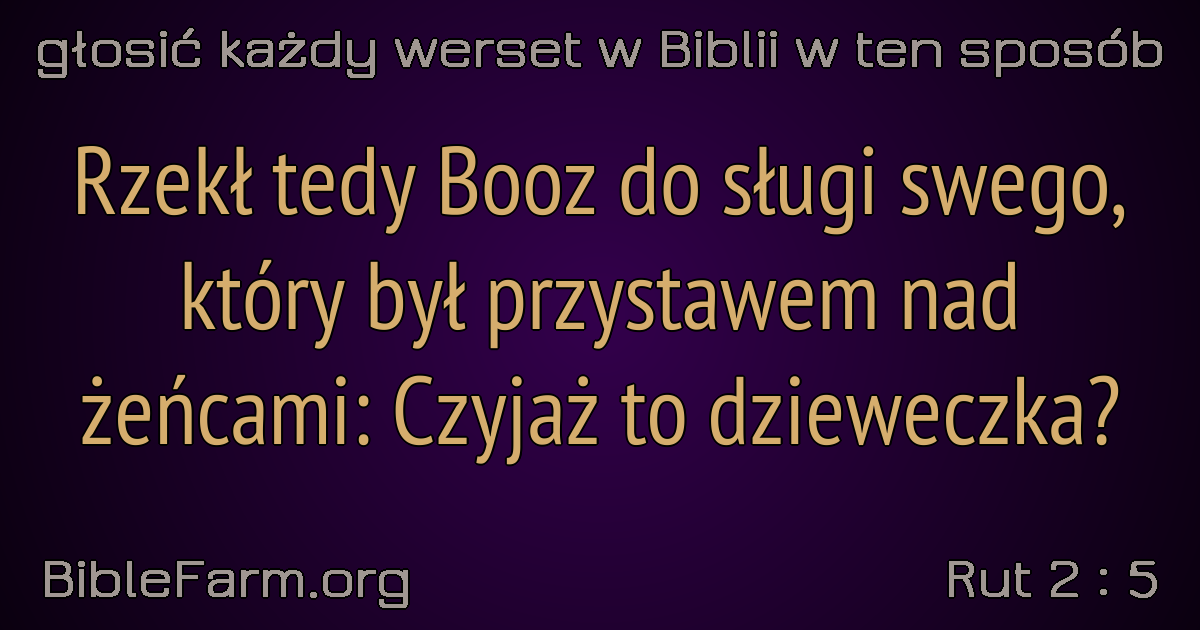 głosić każdy werset w Biblii w ten sposób
Rzekł tedy Booz do sługi swego,
który był przystawem nad
żeńcami: Czyjaż to dzieweczka?
BibleFarm.org
Rut 2 : 5